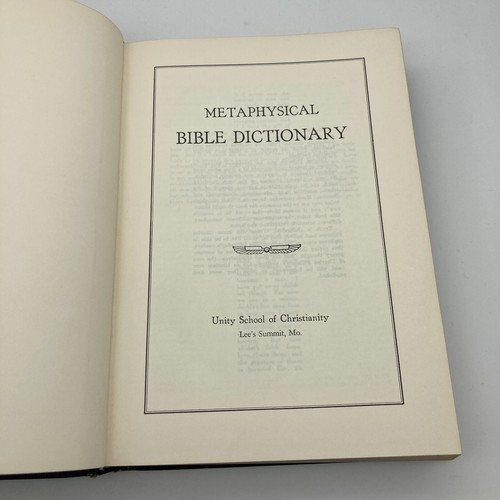 METAPHYSICAL
BIBLE DICTIONARY
Unity School of Christianity
Lee's Summit, Mo.